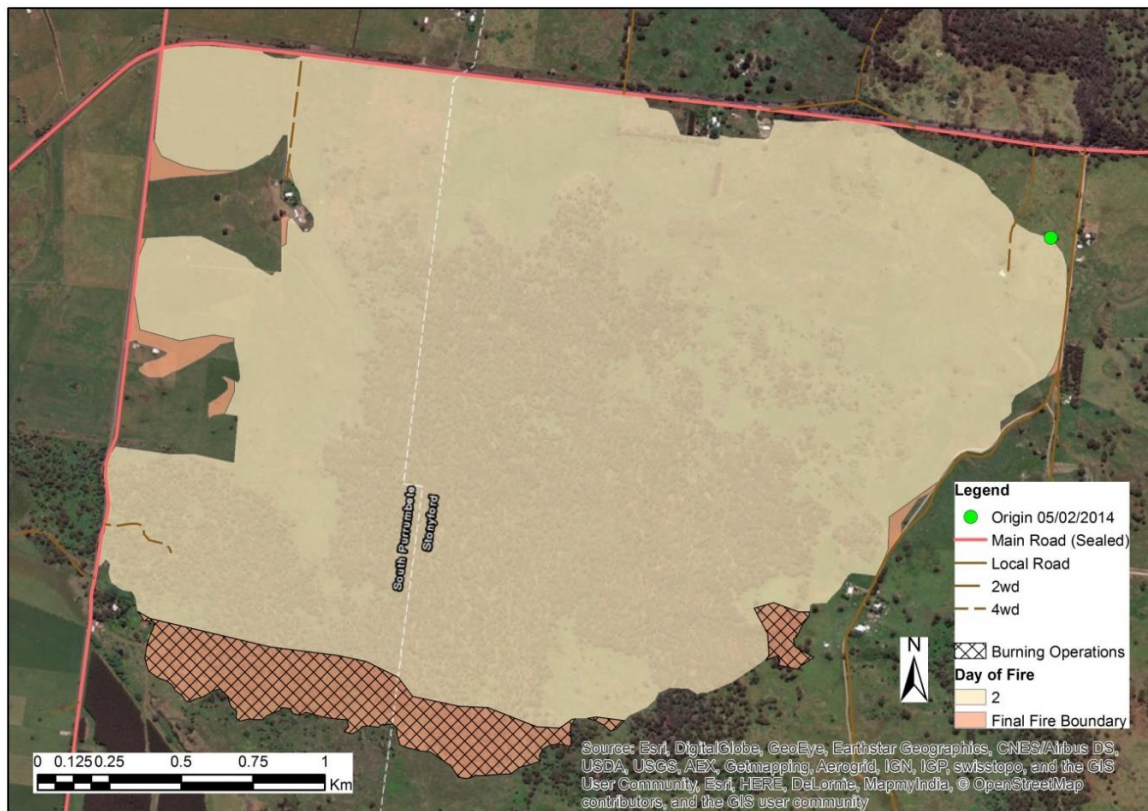 South Purrumbete
Stonyford
N
Legend
Origin 05/02/2014
Main Road (Sealed)
Local Road
2wd
4wd
Burning Operations
Day of Fire
2
Final Fire Boundary
0 0.125 0.25 0.5 0.75 1
Km
Source: Esri, DigitalGlobe, GeoEye, Earthstar Geographics, CNES/Airbus DS,
USDA, USGS, AEX, Getmapping, Aerogrid, IGN, IGP, swisstopo, and the GIS
User Community, Esri, HERE, DeLorme, MapmyIndia, © OpenStreetMap
contributors, and the GIS user community